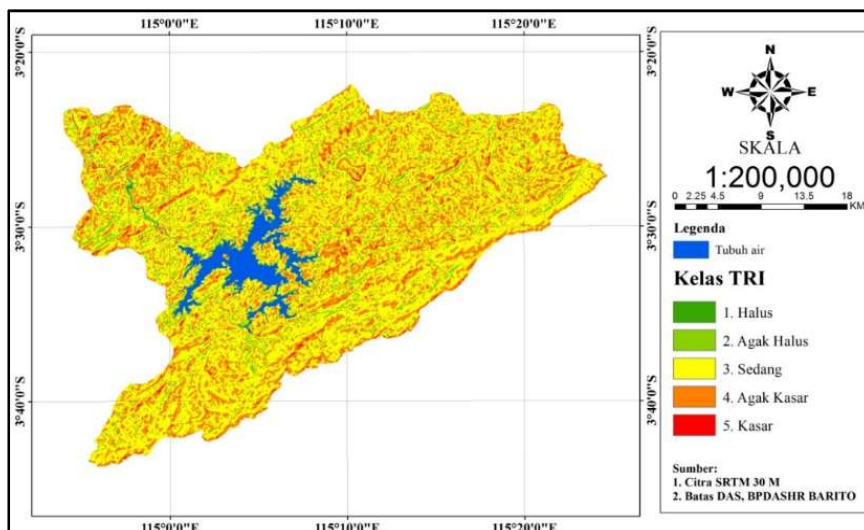 115°0'0"E 115°10'0"E 115°20'0"E
3°20'0"S 3°20'0"S
3°30'0"S 3°30'0"S
3°40'0"S 3°40'0"S
115°0'0"E 115°10'0"E 115°20'0"E
N
W E
S
SKALA
1:200,000
0 2.25 4.5 9 13.5 18
KM
Legenda
Tubuh air
Kelas TRI
1. Halus
2. Agak Halus
3. Sedang
4. Agak Kasar
5. Kasar
Sumber:
1. Citra SRTM 30 M
2. Batas DAS, BPDASHR BARITO